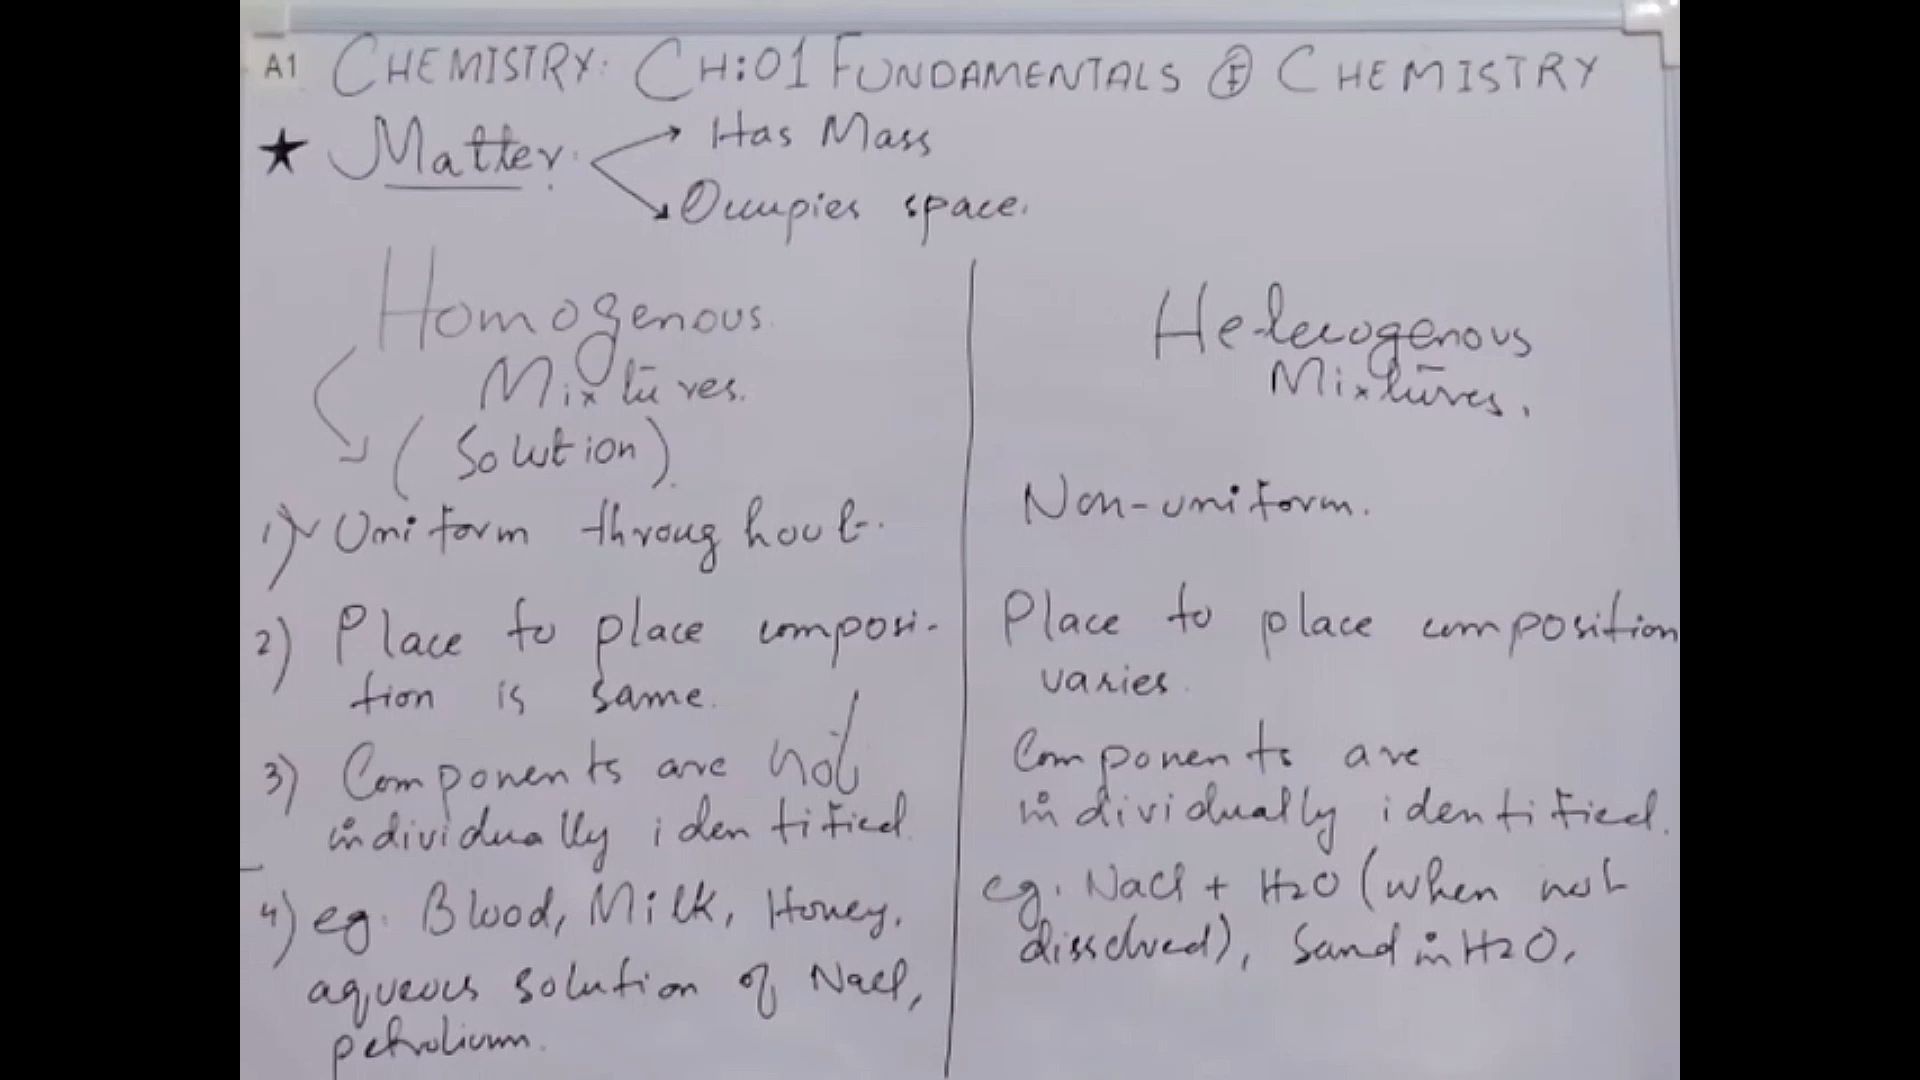 A1 CHEMISTRY: CH:01 FUNDAMENTALS OF CHEMISTRY
★ Matter: → Has Mass
→ Occupies space.
Homogenous
Mixtures.
(Solution).
1) Uniform throughout.
2) Place to place composi-
tion is same.
3) Components are not
individually identified.
4) eg: Blood, Milk, Honey,
aqueous solution of NaCl,
petrolium.
Heterogenous
Mixtures.
Non-uniform.
Place to place composition
varies.
Components are
individually identified.
eg. NaCl + H2O (when not
dissolved), Sand in H2O,